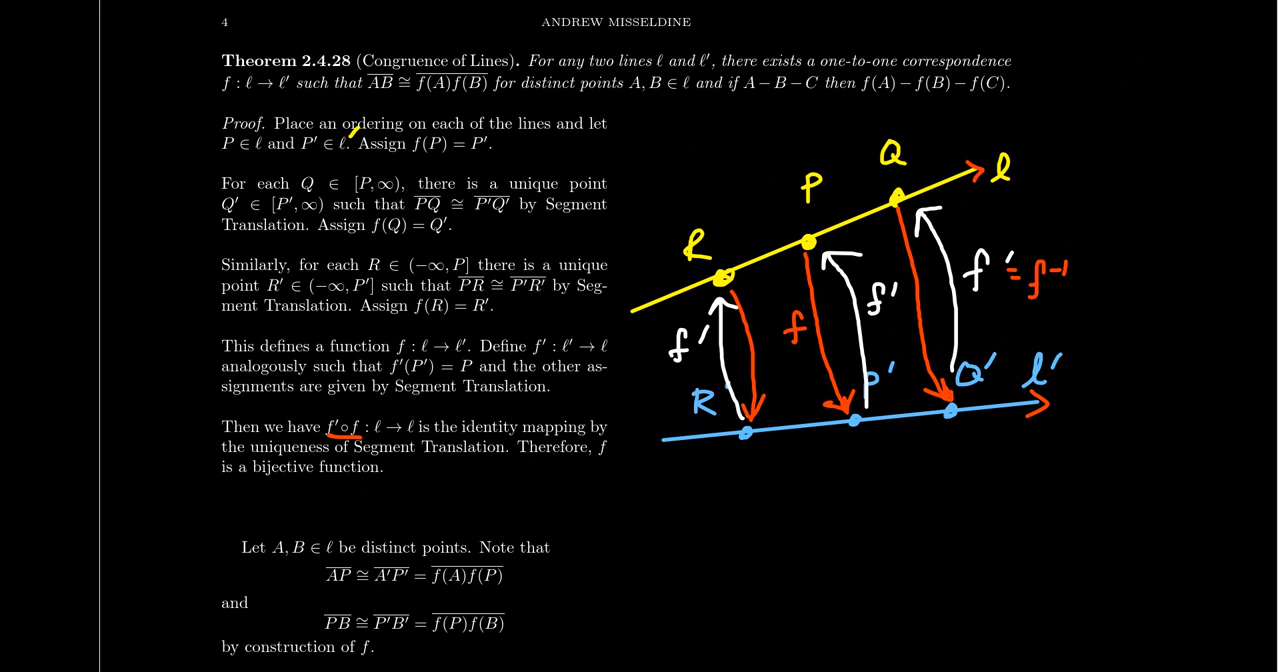 4
ANDREW MISSELDINE
Theorem 2.4.28 (Congruence of Lines). For any two lines ℓ and ℓ′, there exists a one-to-one correspondence
f : ℓ → ℓ′ such that A̅B̅ ≅ f(A)f(B) for distinct points A, B ∈ ℓ and if A − B − C then f(A) − f(B) − f(C).
Proof. Place an ordering on each of the lines and let
P ∈ ℓ and P′ ∈ ℓ′. Assign f(P) = P′.
For each Q ∈ [P, ∞), there is a unique point
Q′ ∈ [P′, ∞) such that PQ ≅ P′Q′ by Segment
Translation. Assign f(Q) = Q′.
Similarly, for each R ∈ (−∞, P] there is a unique
point R′ ∈ (−∞, P′] such that PR ≅ P′R′ by Seg-
ment Translation. Assign f(R) = R′.
This defines a function f : ℓ → ℓ′. Define f′ : ℓ′ → ℓ
analogously such that f′(P′) = P and the other as-
signments are given by Segment Translation.
Then we have f′ ∘ f : ℓ → ℓ is the identity mapping by
the uniqueness of Segment Translation. Therefore, f
is a bijective function.
Let A, B ∈ ℓ be distinct points. Note that
AP ≅ A′P′ = f(A)f(P)
and
PB ≅ P′B′ = f(P)f(B)
by construction of f.
Q
P
ℓ
R
f′ = f-1
f′
f
f′
P′
Q′
ℓ′
R′